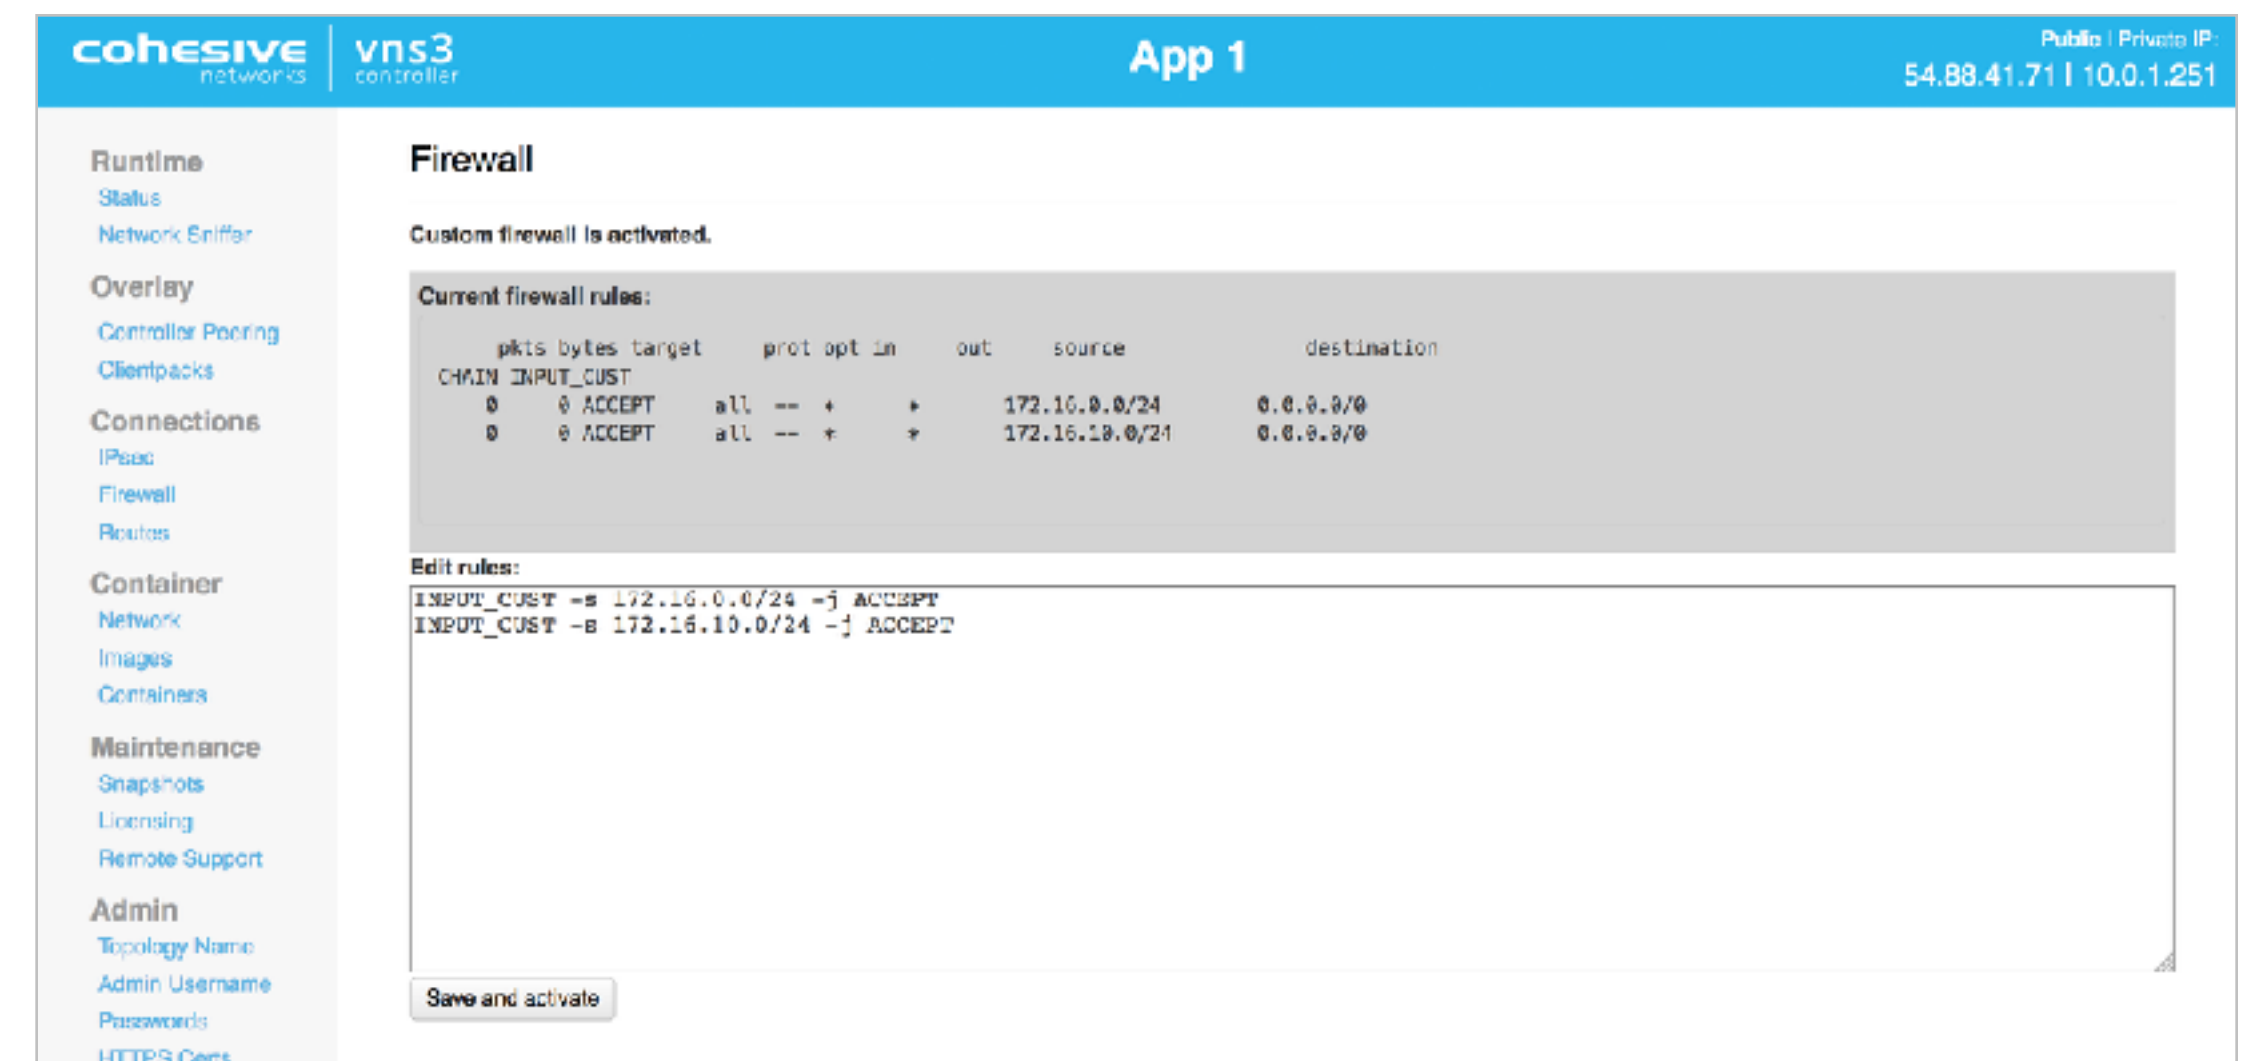 cohesive networks | vns3 controller
App 1
Public | Private IP:
54.88.41.71 | 10.0.1.251
Runtime
Status
Network Sniffer
Overlay
Controller Peering
Clientpacks
Connections
IPsec
Firewall
Routes
Container
Network
Images
Containers
Maintenance
Snapshots
Licensing
Remote Support
Admin
Topology Name
Admin Username
Passwords
HTTPS Certs
Firewall
Custom firewall is activated.
Current firewall rules:
pkts bytes target prot opt in out source destination
CHAIN INPUT_CUST
0 0 ACCEPT all -- * * 172.16.0.0/24 0.0.0.0/0
0 0 ACCEPT all -- * * 172.16.10.0/24 0.0.0.0/0
Edit rules:
INPUT_CUST -s 172.16.0.0/24 -j ACCEPT
INPUT_CUST -s 172.16.10.0/24 -j ACCEPT
Save and activate